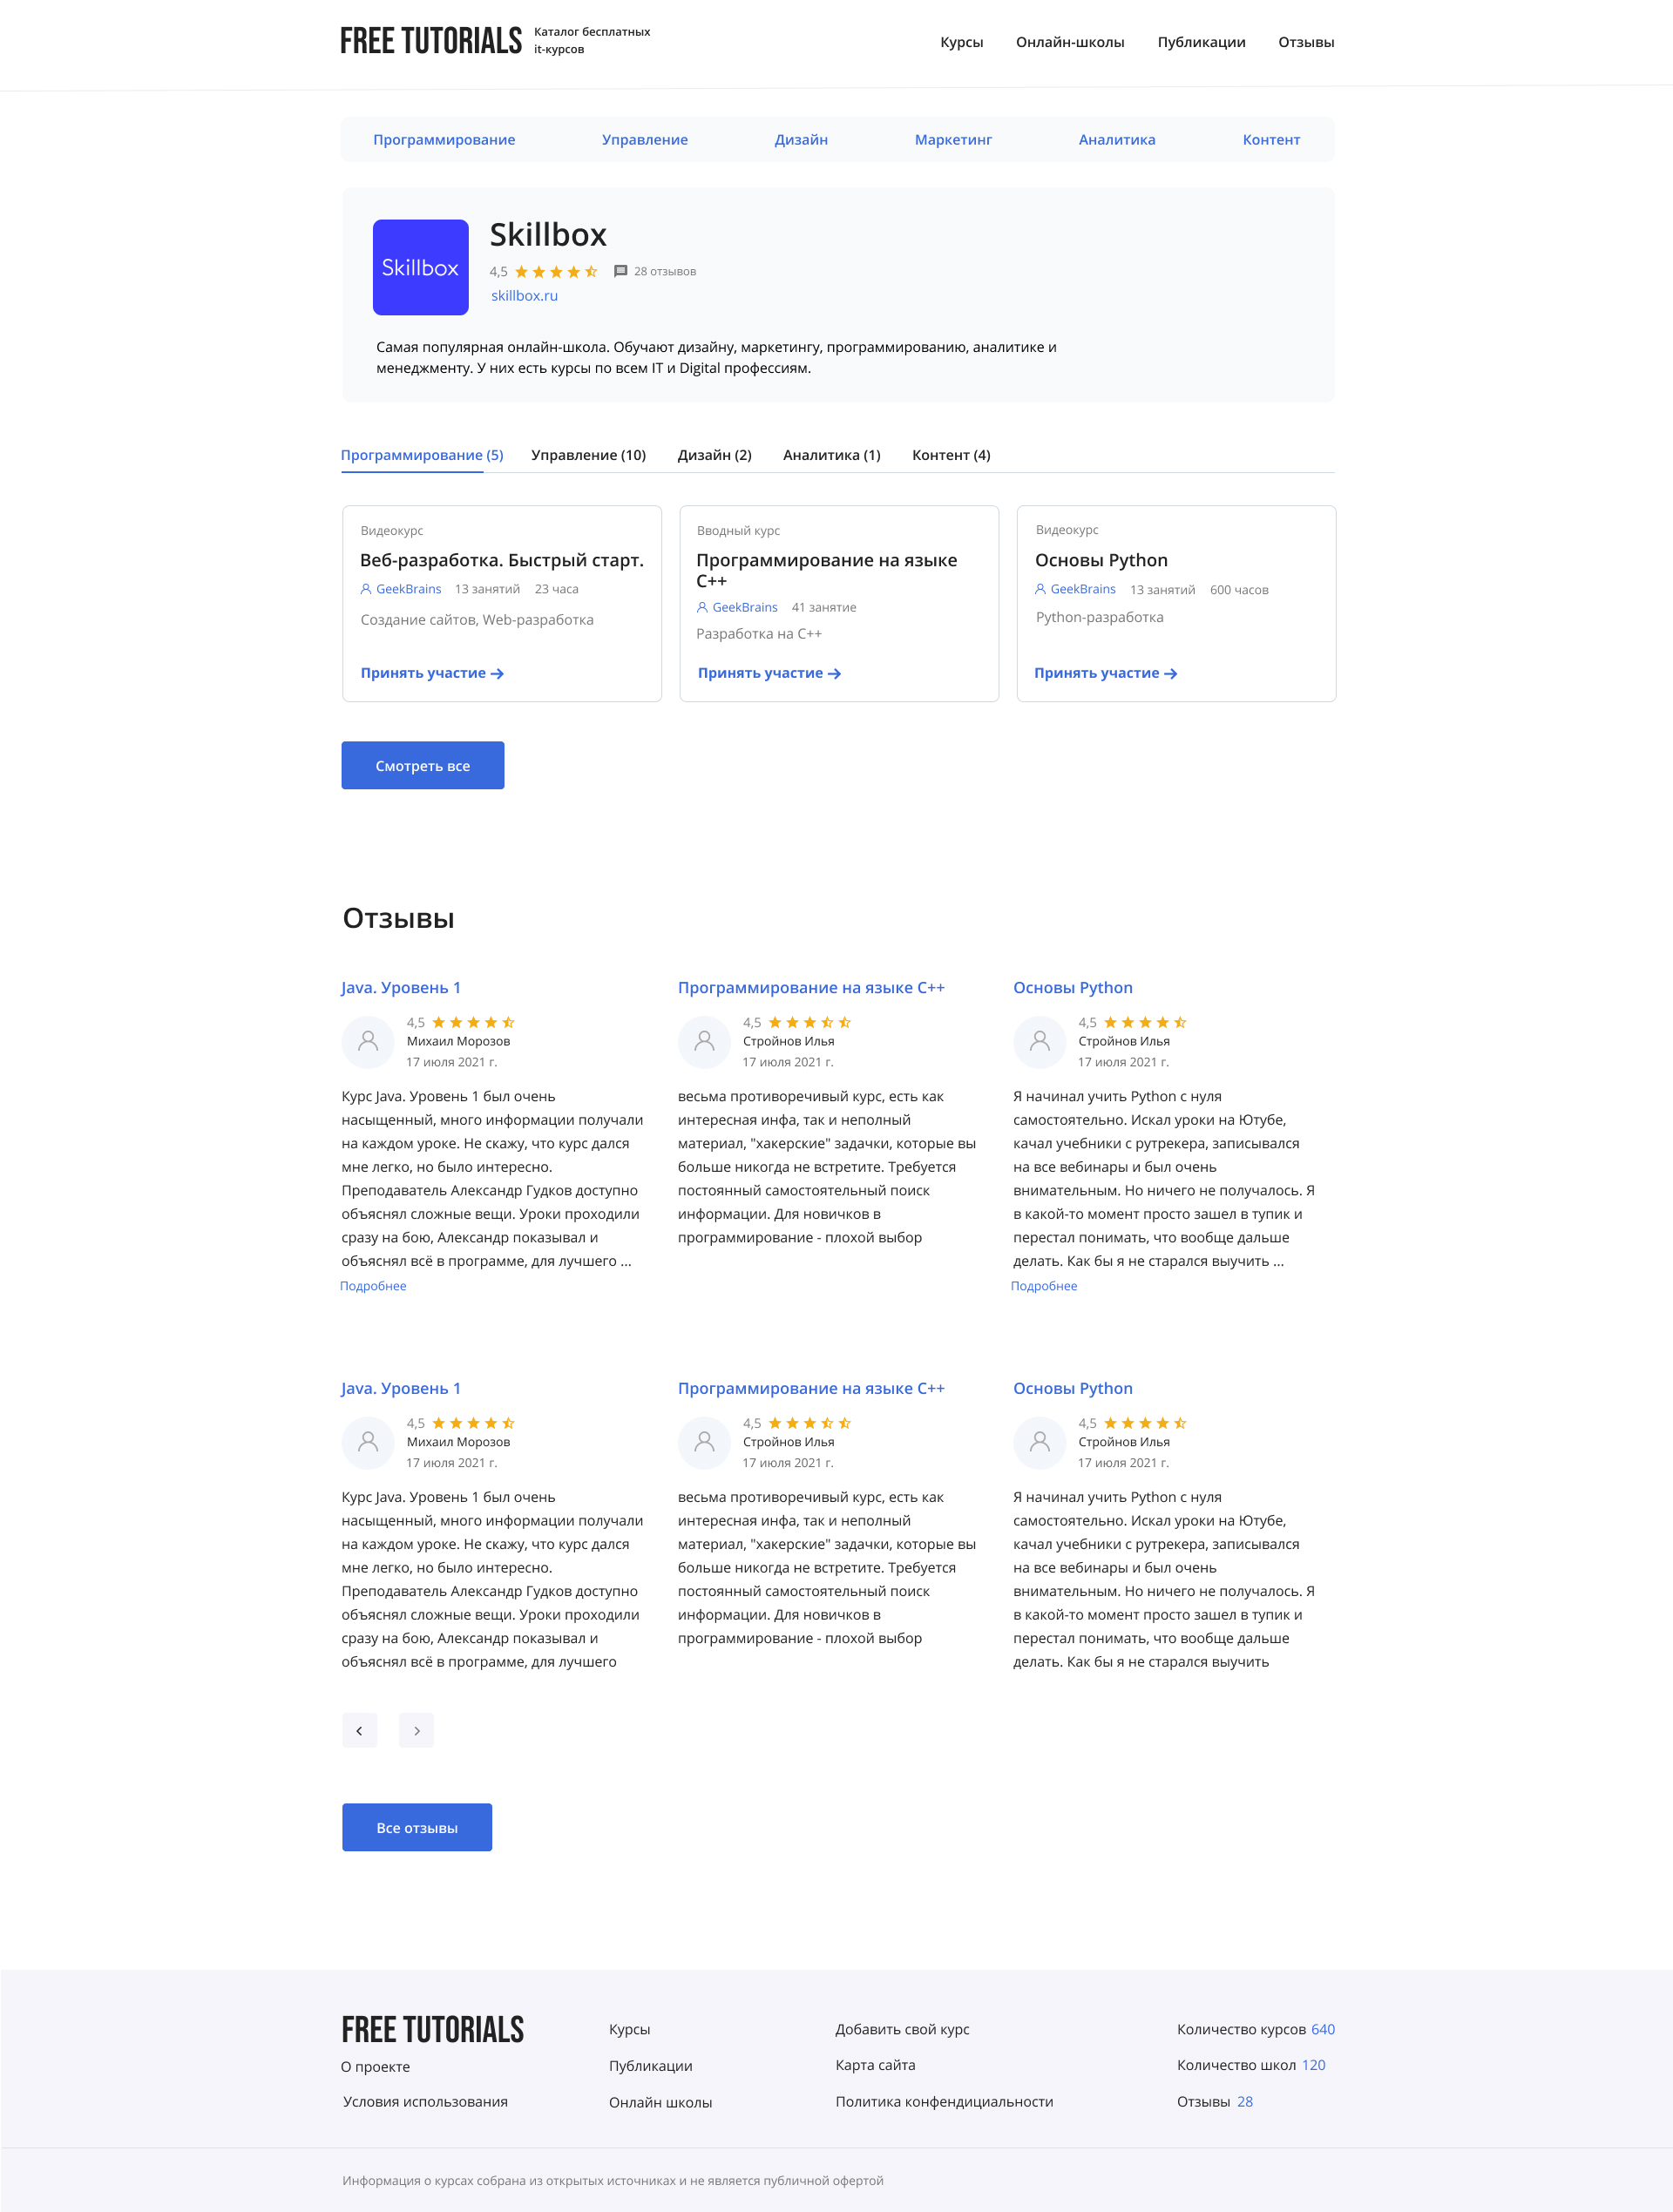 FREE TUTORIALS
Каталог бесплатных
it-курсов
Курсы
Онлайн-школы
Публикации
Отзывы
Программирование
Управление
Дизайн
Маркетинг
Аналитика
Контент
Skillbox
Skillbox
4,5
28 отзывов
skillbox.ru
Самая популярная онлайн-школа. Обучают дизайну, маркетингу, программированию, аналитике и
менеджменту. У них есть курсы по всем IT и Digital профессиям.
Программирование (5)
Управление (10)
Дизайн (2)
Аналитика (1)
Контент (4)
Видеокурс
Веб-разработка. Быстрый старт.
GeekBrains 13 занятий 23 часа
Создание сайтов, Web-разработка
Принять участие
Вводный курс
Программирование на языке
C++
GeekBrains 41 занятие
Разработка на C++
Принять участие
Видеокурс
Основы Python
GeekBrains 13 занятий 600 часов
Python-разработка
Принять участие
Смотреть все
Отзывы
Java. Уровень 1
4,5
Михаил Морозов
17 июля 2021 г.
Курс Java. Уровень 1 был очень
насыщенный, много информации получали
на каждом уроке. Не скажу, что курс дался
мне легко, но было интересно.
Преподаватель Александр Гудков доступно
объяснял сложные вещи. Уроки проходили
сразу на бою, Александр показывал и
объяснял всё в программе, для лучшего ...
Подробнее
Программирование на языке C++
4,5
Стройнов Илья
17 июля 2021 г.
весьма противоречивый курс, есть как
интересная инфа, так и неполный
материал, "хакерские" задачки, которые вы
больше никогда не встретите. Требуется
постоянный самостоятельный поиск
информации. Для новичков в
программирование - плохой выбор
Основы Python
4,5
Стройнов Илья
17 июля 2021 г.
Я начинал учить Python с нуля
самостоятельно. Искал уроки на Ютубе,
качал учебники с рутрекера, записывался
на все вебинары и был очень
внимательным. Но ничего не получалось. Я
в какой-то момент просто зашел в тупик и
перестал понимать, что вообще дальше
делать. Как бы я не старался выучить ...
Подробнее
Java. Уровень 1
4,5
Михаил Морозов
17 июля 2021 г.
Курс Java. Уровень 1 был очень
насыщенный, много информации получали
на каждом уроке. Не скажу, что курс дался
мне легко, но было интересно.
Преподаватель Александр Гудков доступно
объяснял сложные вещи. Уроки проходили
сразу на бою, Александр показывал и
объяснял всё в программе, для лучшего
Программирование на языке C++
4,5
Стройнов Илья
17 июля 2021 г.
весьма противоречивый курс, есть как
интересная инфа, так и неполный
материал, "хакерские" задачки, которые вы
больше никогда не встретите. Требуется
постоянный самостоятельный поиск
информации. Для новичков в
программирование - плохой выбор
Основы Python
4,5
Стройнов Илья
17 июля 2021 г.
Я начинал учить Python с нуля
самостоятельно. Искал уроки на Ютубе,
качал учебники с рутрекера, записывался
на все вебинары и был очень
внимательным. Но ничего не получалось. Я
в какой-то момент просто зашел в тупик и
перестал понимать, что вообще дальше
делать. Как бы я не старался выучить
Все отзывы
FREE TUTORIALS
О проекте
Условия использования
Курсы
Публикации
Онлайн школы
Добавить свой курс
Карта сайта
Политика конфендициальности
Количество курсов 640
Количество школ 120
Отзывы 28
Информация о курсах собрана из открытых источниках и не является публичной офертой